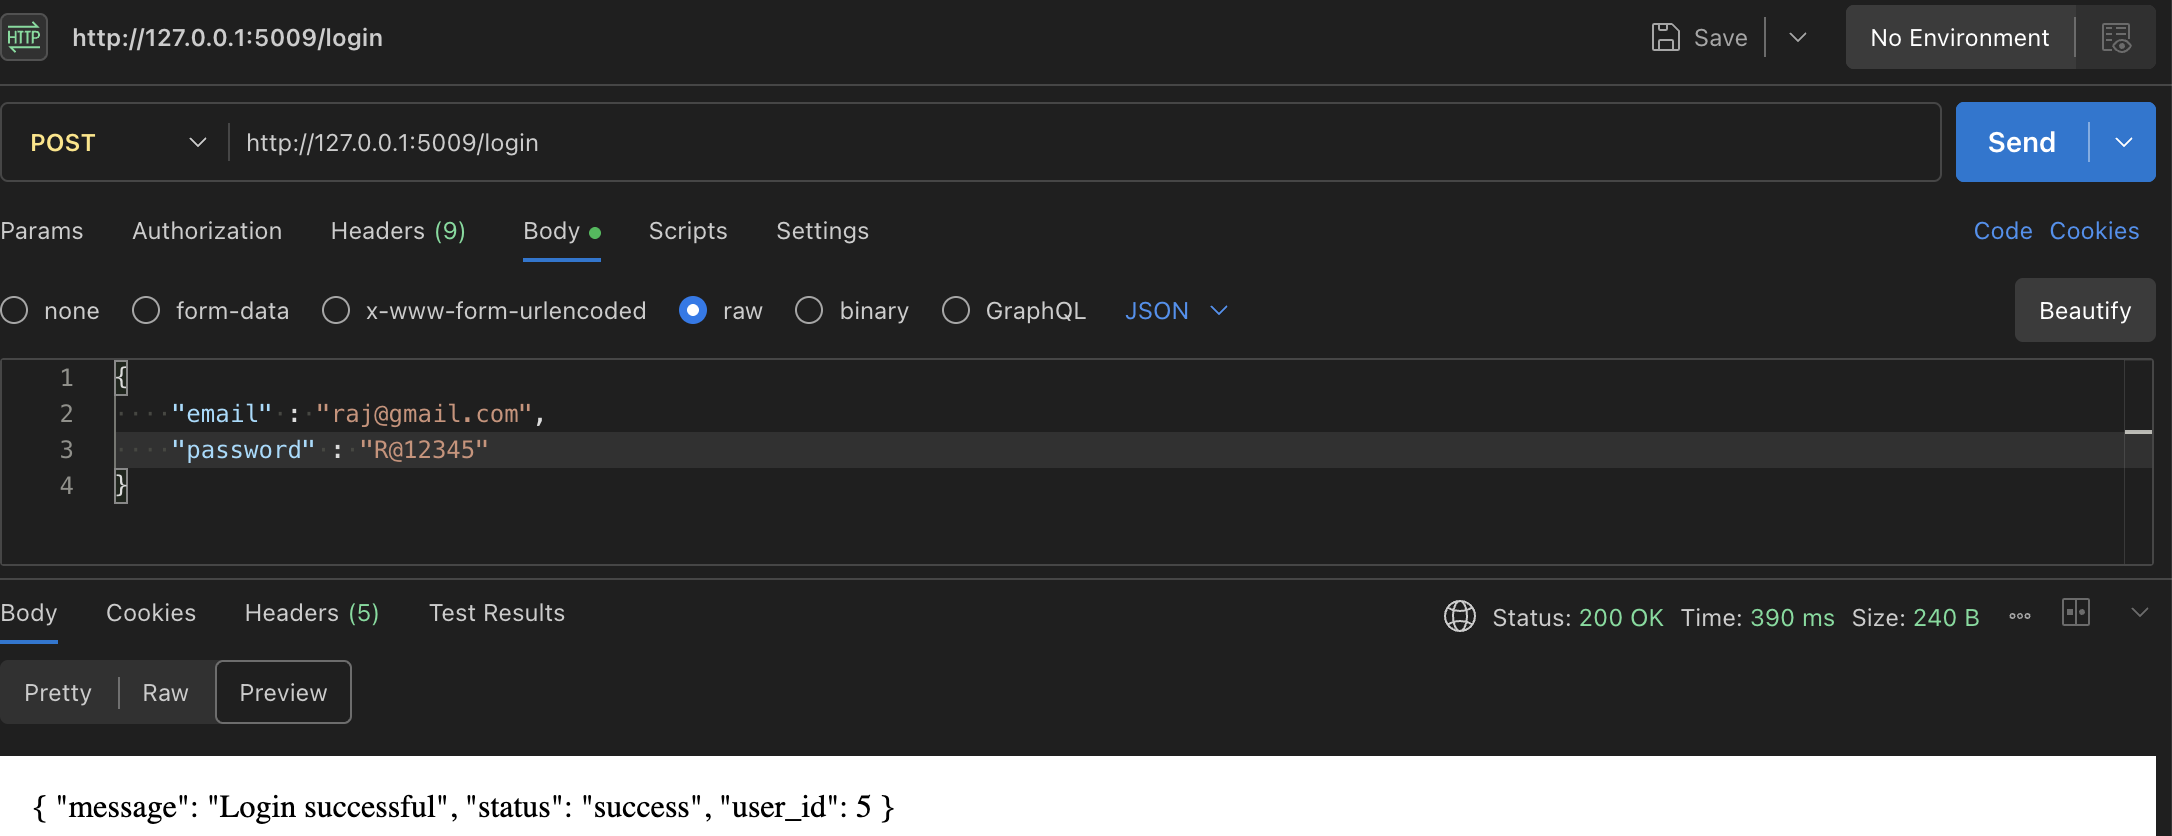 HTTP http://127.0.0.1:5009/login Save No Environment
POST http://127.0.0.1:5009/login Send
Params Authorization Headers (9) Body Scripts Settings Code Cookies
none form-data x-www-form-urlencoded raw binary GraphQL JSON Beautify
1 {
2 "email" : "raj@gmail.com",
3 "password" : "R@12345"
4 }
Body Cookies Headers (5) Test Results Status: 200 OK Time: 390 ms Size: 240 B
Pretty Raw Preview
{ "message": "Login successful", "status": "success", "user_id": 5 }